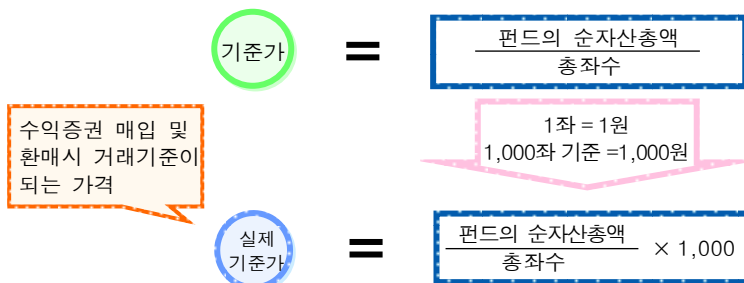 기준가
=
펀드의 순자산총액
총좌수
1좌 = 1원
1,000좌 기준 =1,000원
수익증권 매입 및
환매시 거래기준이
되는 가격
실제
기준가
=
펀드의 순자산총액
총좌수
× 1,000